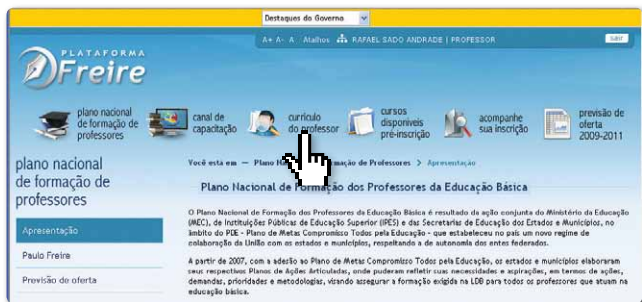 Destaques do Governo
A+ A- A Atalhos RAFAEL SADO ANDRADE | PROFESSOR
sair
PLATAFORMA
Freire
plano nacional
de formação de
professores
canal de
capacitação
currículo
do professor
cursos
disponíveis
pré-inscrição
acompanhe
sua inscrição
previsão de
oferta
2009-2011
plano nacional
de formação de
professores
Apresentação
Paulo Freire
Previsão de oferta
Você está em — Plano mação de Professores > Apresentação
Plano Nacional de Formação dos Professores da Educação Básica
O Plano Nacional de Formação dos Professores da Educação Básica é resultado da ação conjunta do Ministério da Educação
(MEC), de Instituições Públicas de Educação Superior (IPES) e das Secretarias de Educação dos Estados e Municípios, no
âmbito do PDE - Plano de Metas Compromisso Todos pela Educação - que estabeleceu no país um novo regime de
colaboração da União com os estados e municípios, respeitando a de autonomia dos entes federados.
A partir de 2007, com a adesão ao Plano de Metas Compromisso Todos pela Educação, os estados e municípios elaboraram
seus respectivos Planos de Ações Articuladas, onde puderam refletir suas necessidades e aspirações, em termos de ações,
demandas, prioridades e metodologias, visando assegurar a formação exigida na LDB para todos os professores que atuam na
educação básica.